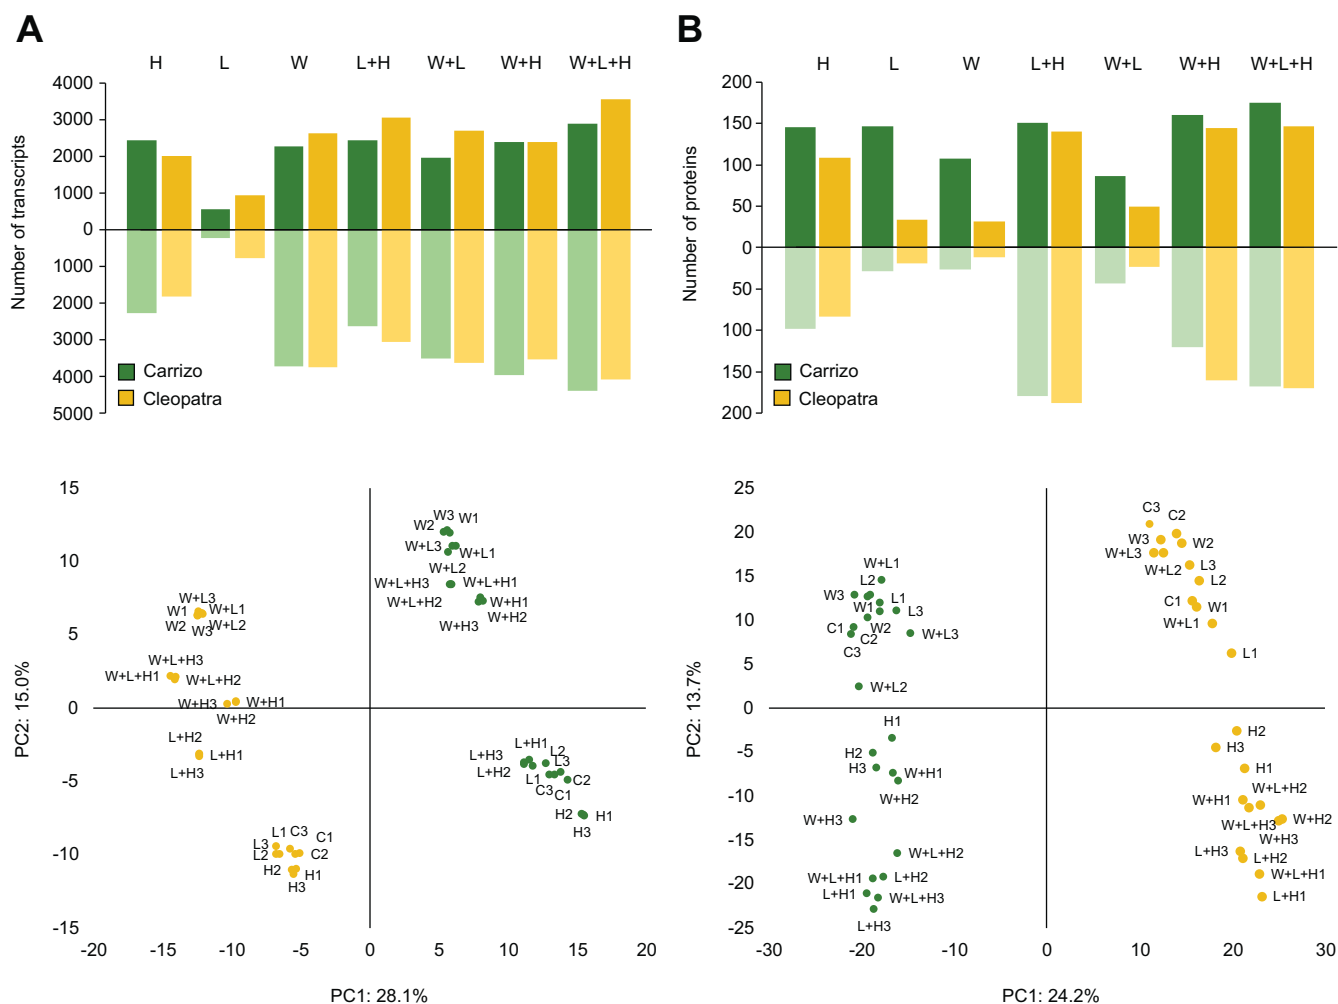 A
B
H L W L+H W+L W+H W+L+H
H L W L+H W+L W+H W+L+H
Number of transcripts
4000
3000
2000
1000
0
1000
2000
3000
4000
5000
Carrizo
Cleopatra
Number of proteins
200
150
100
50
0
50
100
150
200
Carrizo
Cleopatra
PC2: 15.0%
15
10
5
0
-5
-10
-15
W3 W1
W2
W+L3 W+L1
W+L2
W+L+H3 W+L+H1
W+L+H2 W+H1
W+H2
W+H3
W+L3
W1 W+L1
W2 W3 W+L2
W+L+H3
W+L+H1 W+L+H2
W+H3 W+H1
W+H2
L+H2
L+H1
L+H3
L+H1 L2
L+H3 L3
L+H2 L1 C2
C3 C1
H2 H1
H3
L1 C3 C1
L3
L2 C2
H2 H1
H3
-20 -15 -10 -5 0 5 10 15 20
PC1: 28.1%
PC2: 13.7%
25
20
15
10
5
0
-5
-10
-15
-20
-25
C3 C2
W3 W2
W+L3
W+L2 L3
L2
C1 W1
W+L1
L1
W+L1
L2
W3 L1
W1 L3
C1 W2
C2 W+L3
C3
W+L2
H1
H2
H3 W+H1
W+H2
W+H3
W+L+H2
W+L+H1 L+H2
L+H1 W+L+H3
L+H3
H2
H3
H1
W+L+H2
W+H1
W+H2
W+L+H3
W+H3
L+H3
L+H2
W+L+H1
L+H1
-30 -20 -10 0 10 20 30
PC1: 24.2%